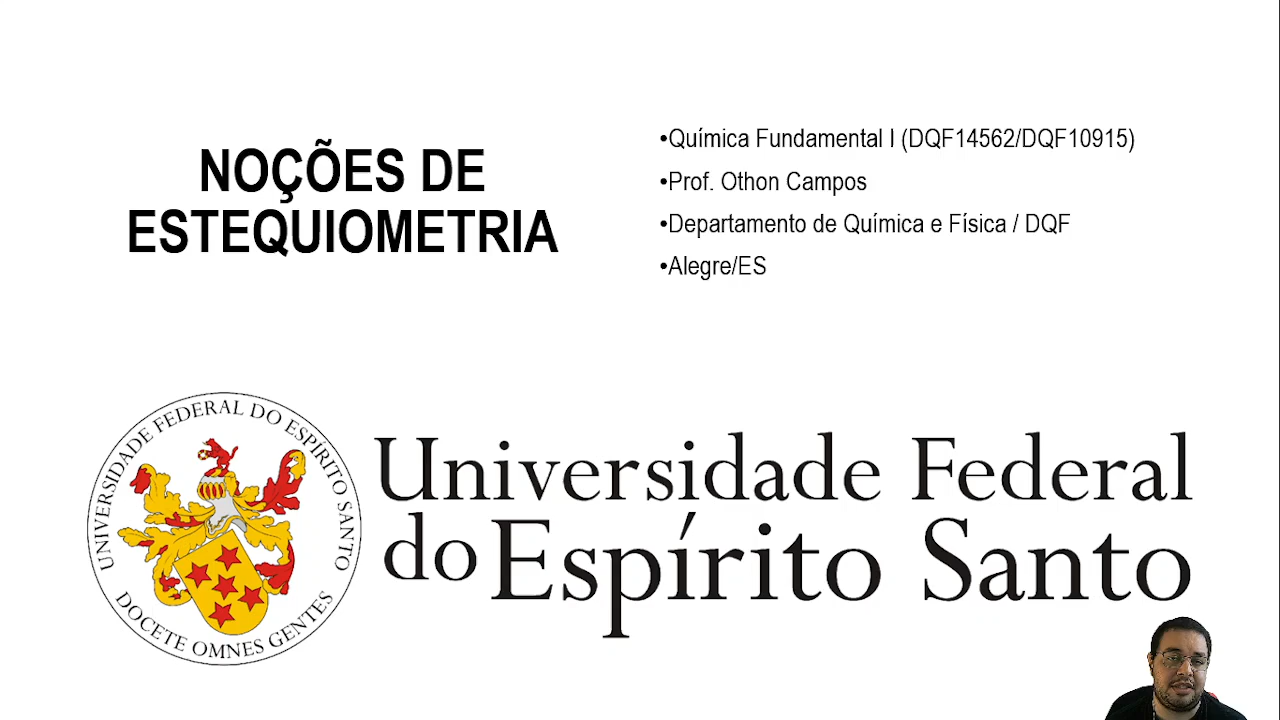 NOÇÕES DE
ESTEQUIOMETRIA
•Química Fundamental I (DQF14562/DQF10915)
•Prof. Othon Campos
•Departamento de Química e Física / DQF
•Alegre/ES
UNIVERSIDADE FEDERAL DO ESPÍRITO SANTO
DOCETE OMNES GENTES
Universidade Federal
do Espírito Santo